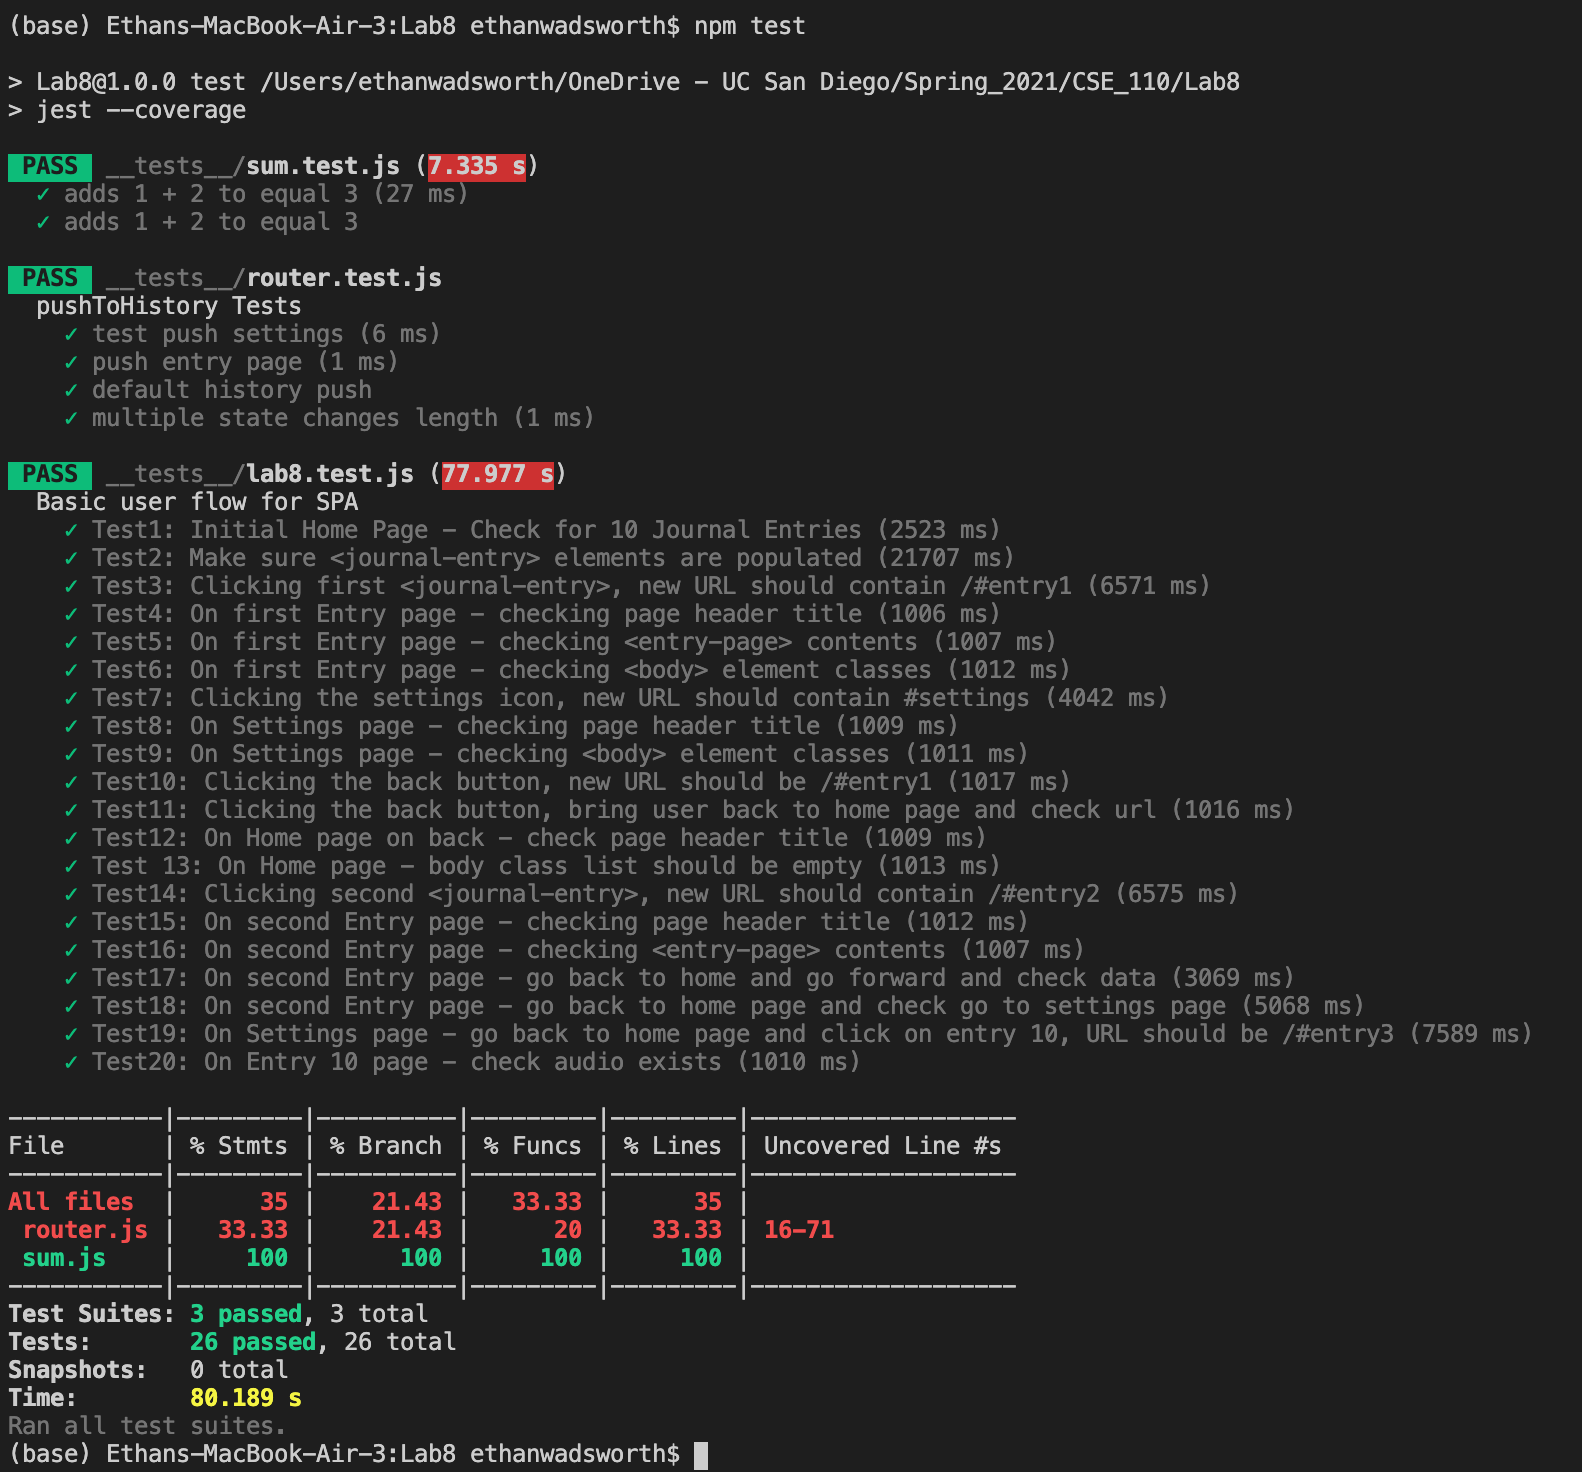 (base) Ethans-MacBook-Air-3:Lab8 ethanwadsworth$ npm test
> Lab8@1.0.0 test /Users/ethanwadsworth/OneDrive - UC San Diego/Spring_2021/CSE_110/Lab8
> jest --coverage
PASS __tests__/sum.test.js (7.335 s)
✓ adds 1 + 2 to equal 3 (27 ms)
✓ adds 1 + 2 to equal 3
PASS __tests__/router.test.js
pushToHistory Tests
✓ test push settings (6 ms)
✓ push entry page (1 ms)
✓ default history push
✓ multiple state changes length (1 ms)
PASS __tests__/lab8.test.js (77.977 s)
Basic user flow for SPA
✓ Test1: Initial Home Page - Check for 10 Journal Entries (2523 ms)
✓ Test2: Make sure <journal-entry> elements are populated (21707 ms)
✓ Test3: Clicking first <journal-entry>, new URL should contain /#entry1 (6571 ms)
✓ Test4: On first Entry page - checking page header title (1006 ms)
✓ Test5: On first Entry page - checking <entry-page> contents (1007 ms)
✓ Test6: On first Entry page - checking <body> element classes (1012 ms)
✓ Test7: Clicking the settings icon, new URL should contain #settings (4042 ms)
✓ Test8: On Settings page - checking page header title (1009 ms)
✓ Test9: On Settings page - checking <body> element classes (1011 ms)
✓ Test10: Clicking the back button, new URL should be /#entry1 (1017 ms)
✓ Test11: Clicking the back button, bring user back to home page and check url (1016 ms)
✓ Test12: On Home page on back - check page header title (1009 ms)
✓ Test 13: On Home page - body class list should be empty (1013 ms)
✓ Test14: Clicking second <journal-entry>, new URL should contain /#entry2 (6575 ms)
✓ Test15: On second Entry page - checking page header title (1012 ms)
✓ Test16: On second Entry page - checking <entry-page> contents (1007 ms)
✓ Test17: On second Entry page - go back to home and go forward and check data (3069 ms)
✓ Test18: On second Entry page - go back to home page and check go to settings page (5068 ms)
✓ Test19: On Settings page - go back to home page and click on entry 10, URL should be /#entry3 (7589 ms)
✓ Test20: On Entry 10 page - check audio exists (1010 ms)
-----------|---------|----------|---------|---------|-------------------
File | % Stmts | % Branch | % Funcs | % Lines | Uncovered Line #s
-----------|---------|----------|---------|---------|-------------------
All files | 35 | 21.43 | 33.33 | 35 |
router.js | 33.33 | 21.43 | 20 | 33.33 | 16-71
sum.js | 100 | 100 | 100 | 100 |
-----------|---------|----------|---------|---------|-------------------
Test Suites: 3 passed, 3 total
Tests: 26 passed, 26 total
Snapshots: 0 total
Time: 80.189 s
Ran all test suites.
(base) Ethans-MacBook-Air-3:Lab8 ethanwadsworth$